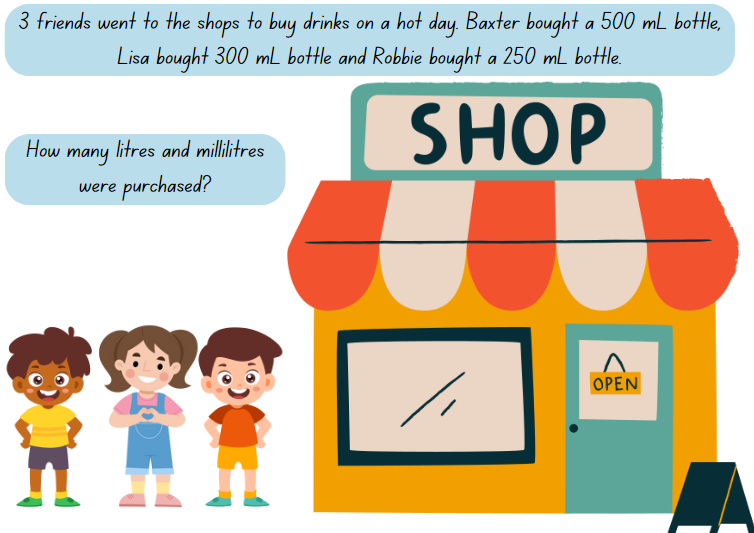 3 friends went to the shops to buy drinks on a hot day. Baxter bought a 500 mL bottle,
Lisa bought 300 mL bottle and Robbie bought a 250 mL bottle.
SHOP
How many litres and millilitres
were purchased?
OPEN